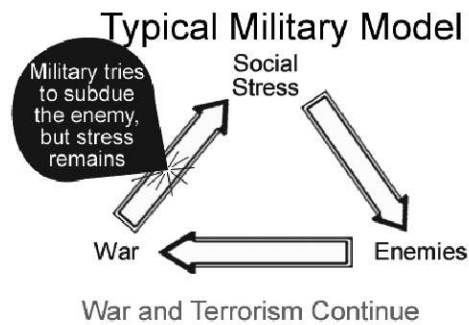 Typical Military Model
Military tries
to subdue
the enemy,
but stress
remains
Social
Stress
War
Enemies
War and Terrorism Continue